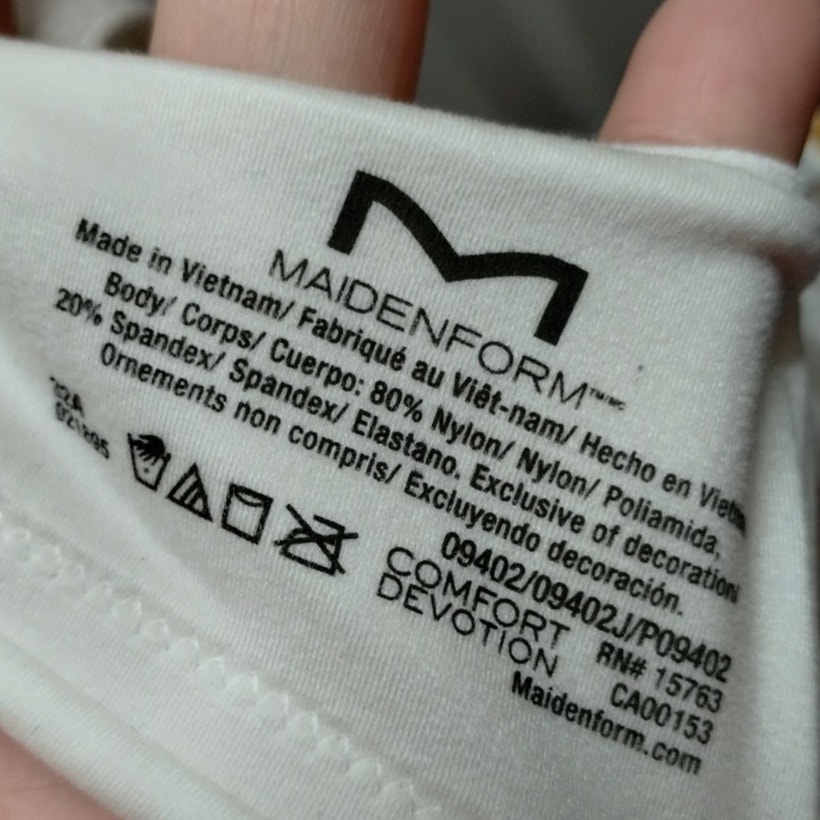 MAIDENFORM™
Made in Vietnam/ Fabriqué au Viêt-nam/ Hecho en
Body/ Corps/ Cuerpo: 80% Nylon/ Nylon/ Poliamida,
20% Spandex/ Spandex/ Elastano. Exclusive of decoration/
Ornements non compris/ Excluyendo decoración.
09402/09402J/P09402
COMFORT
DEVOTION
RN# 15763
CA00153
Maidenform.com